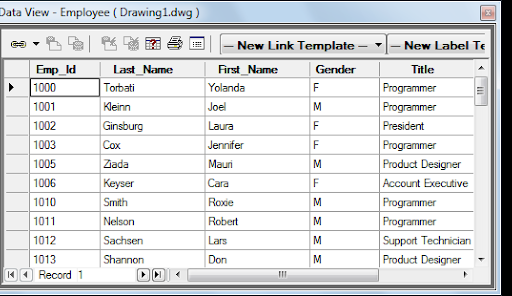 Data View - Employee ( Drawing1.dwg )
— New Link Template — — New Label Te
Emp_Id Last_Name First_Name Gender Title
1000 Torbati Yolanda F Programmer
1001 Kleinn Joel M Programmer
1002 Ginsburg Laura F President
1003 Cox Jennifer F Programmer
1005 Ziada Mauri M Product Designer
1006 Keyser Cara F Account Executive
1010 Smith Roxie M Programmer
1011 Nelson Robert M Programmer
1012 Sachsen Lars M Support Technician
1013 Shannon Don M Product Designer
Record 1